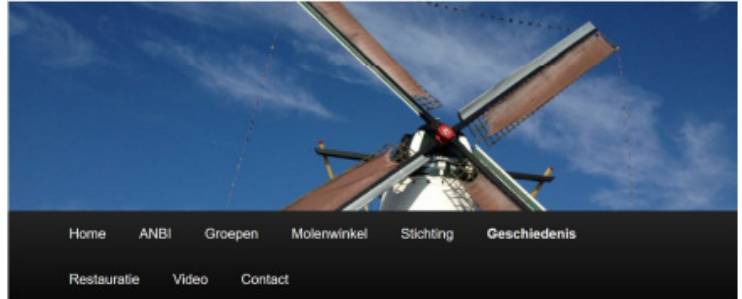 Home ANBI Groepen Molenwinkel Stichting Geschiedenis
Restauratie Video Contact